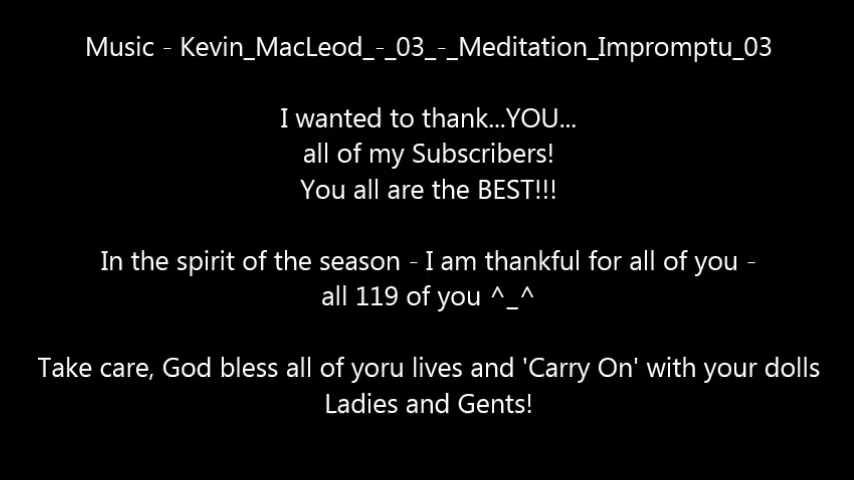 Music - Kevin_MacLeod_-_03_-_Meditation_Impromptu_03
I wanted to thank...YOU...
all of my Subscribers!
You all are the BEST!!!
In the spirit of the season - I am thankful for all of you -
all 119 of you ^_^
Take care, God bless all of yoru lives and 'Carry On' with your dolls
Ladies and Gents!